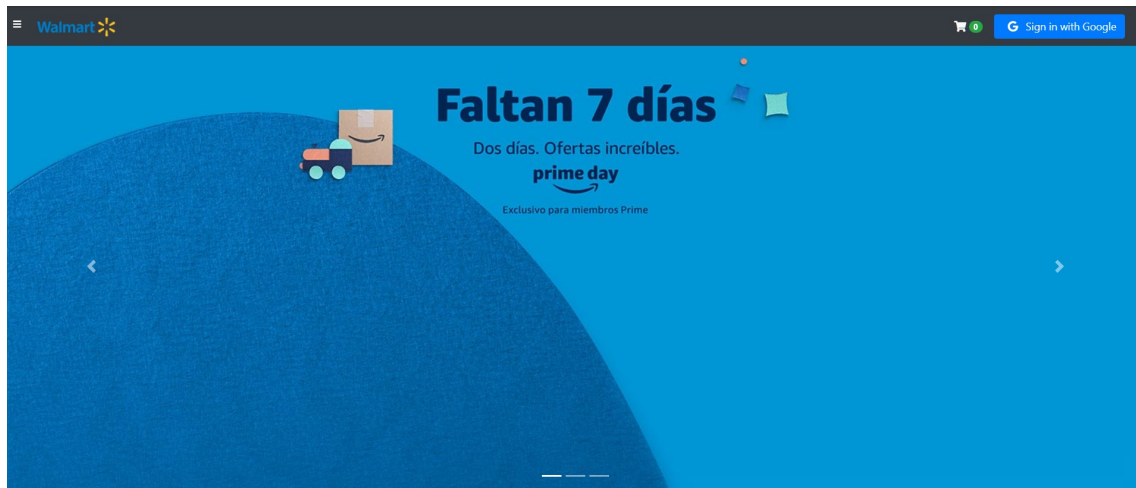 Walmart
0
Sign in with Google
Faltan 7 días
Dos días. Ofertas increíbles.
prime day
Exclusivo para miembros Prime